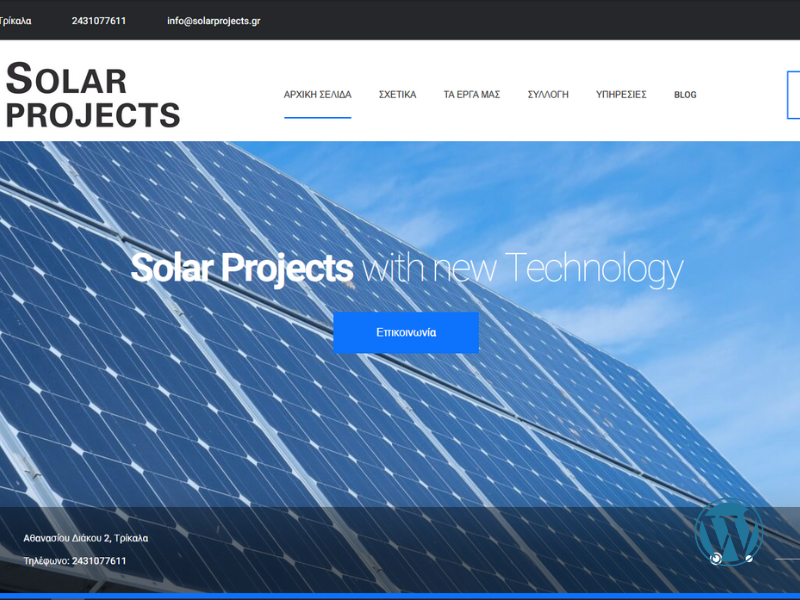 Τρίκαλα 2431077611 info@solarprojects.gr
SOLAR
PROJECTS
ΑΡΧΙΚΗ ΣΕΛΙΔΑ ΣΧΕΤΙΚΑ ΤΑ ΕΡΓΑ ΜΑΣ ΣΥΛΛΟΓΗ ΥΠΗΡΕΣΙΕΣ BLOG
Solar Projects with new Technology
Επικοινωνία
Αθανασίου Διάκου 2, Τρίκαλα
Τηλέφωνο: 2431077611